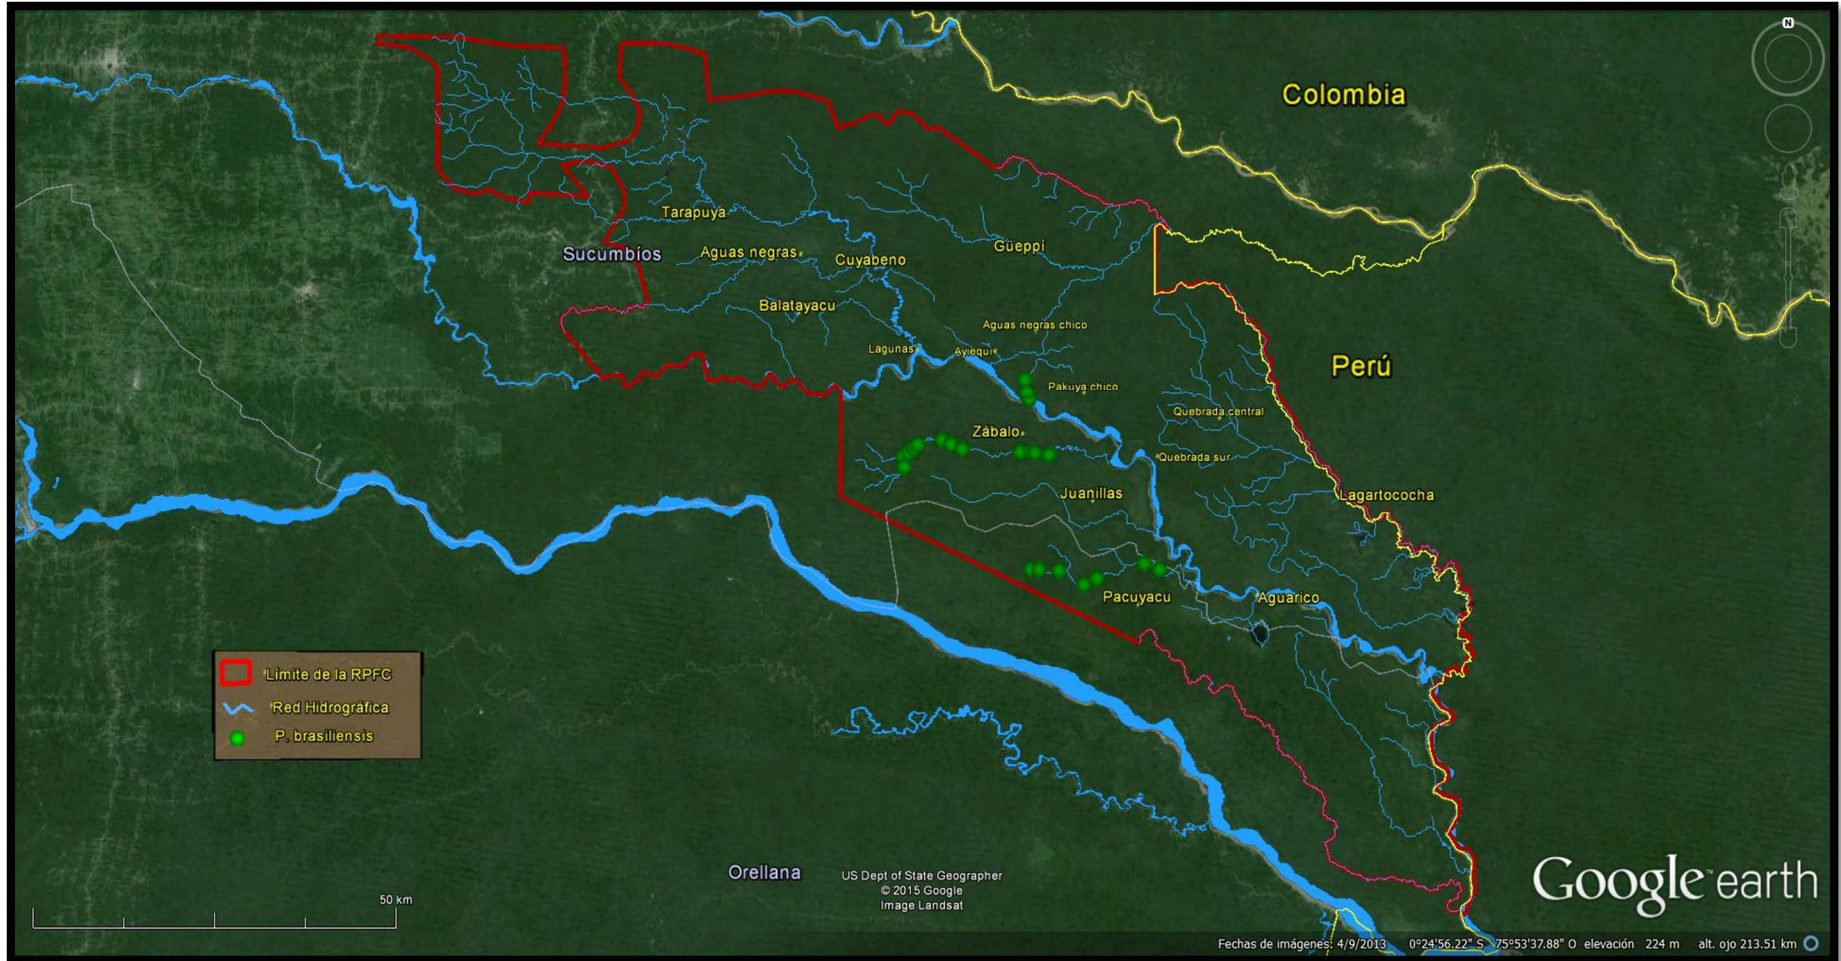 N
Colombia
Tarapuya
Sucumbíos
Aguas negras
Cuyabeno
Güeppí
Balatayacu
Aguas negras chico
Lagunas
Ayiequi
Perú
Pakuya chico
Quebrada central
Zábalo
Quebrada sur
Juanillas
Lagartococha
Pacuyacu
Aguarico
Límite de la RPFC
Red Hidrográfica
P. brasiliensis
Orellana
US Dept of State Geographer
© 2015 Google
Image Landsat
Google earth
50 km
Fechas de imágenes: 4/9/2013 0°24'56.22" S 75°53'37.88" O elevación 224 m alt. ojo 213.51 km